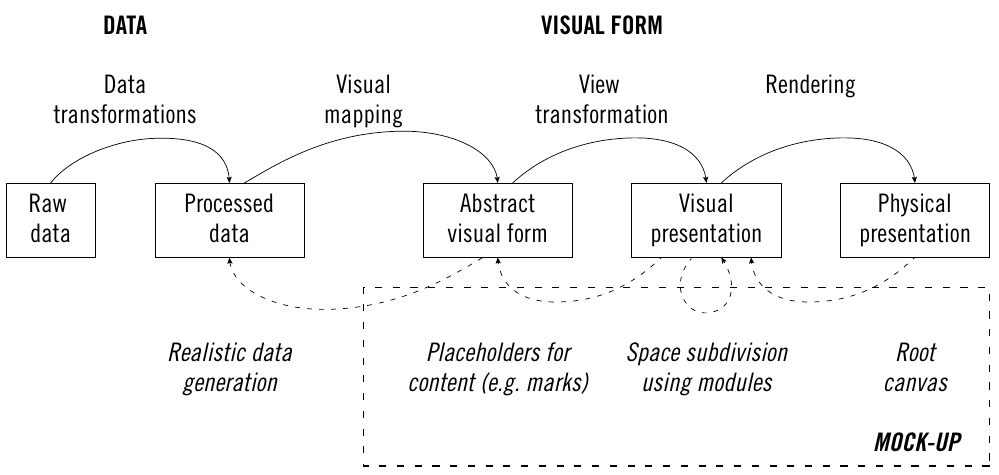 DATA
VISUAL FORM
Data
transformations
Visual
mapping
View
transformation
Rendering
Raw
data
Processed
data
Abstract
visual form
Visual
presentation
Physical
presentation
Realistic data
generation
Placeholders for
content (e.g. marks)
Space subdivision
using modules
Root
canvas
MOCK-UP